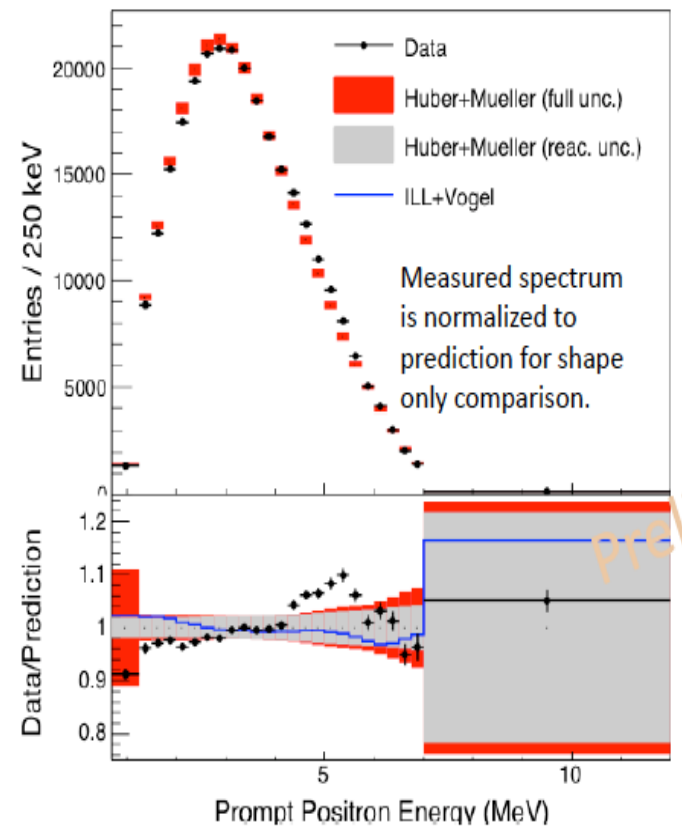 20000
15000
10000
5000
0
Entries / 250 keV
Data
Huber+Mueller (full unc.)
Huber+Mueller (reac. unc.)
ILL+Vogel
Measured spectrum
is normalized to
prediction for shape
only comparison.
1.2
1.1
1
0.9
0.8
Data/Prediction
Prel
5
10
Prompt Positron Energy (MeV)